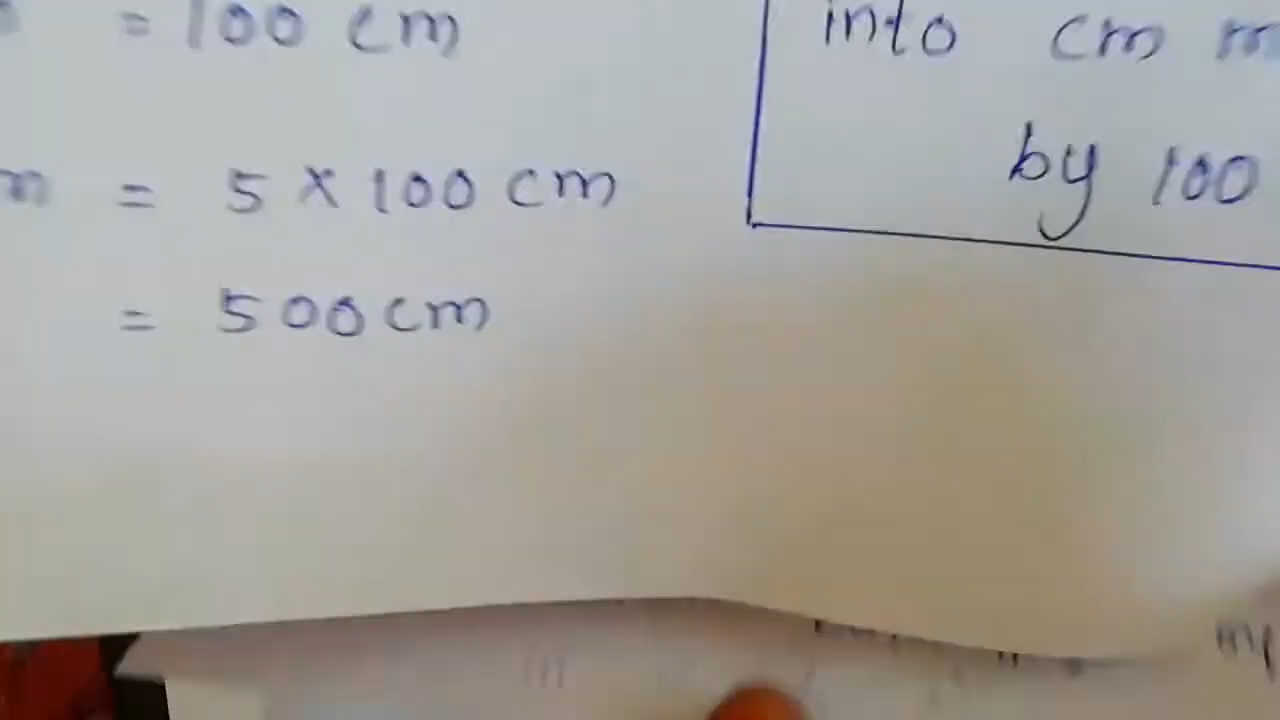 = 100 cm
m = 5 x 100 cm
= 500 cm
into cm
by 100